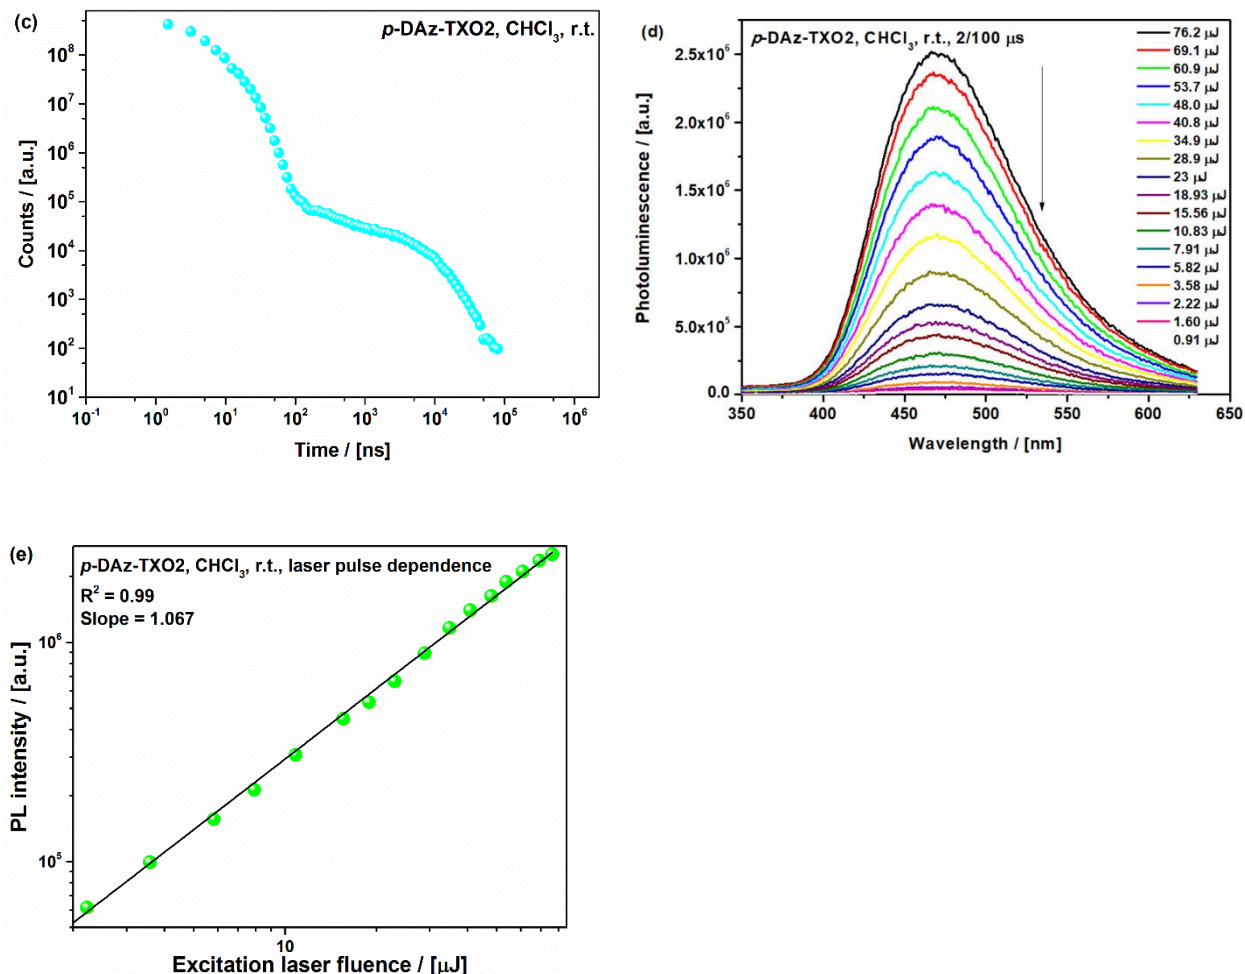 (c)
p-DAz-TXO2, CHCl3, r.t.
Counts / [a.u.]
10^8
10^7
10^6
10^5
10^4
10^3
10^2
10^1
10^-1 10^0 10^1 10^2 10^3 10^4 10^5 10^6
Time / [ns]
(d)
p-DAz-TXO2, CHCl3, r.t., 2/100 μs
Photoluminescence / [a.u.]
2.5x10^6
2.0x10^6
1.5x10^6
1.0x10^6
5.0x10^5
0.0
350 400 450 500 550 600 650
Wavelength / [nm]
76.2 μJ
69.1 μJ
60.9 μJ
53.7 μJ
48.0 μJ
40.8 μJ
34.9 μJ
28.9 μJ
23 μJ
18.93 μJ
15.56 μJ
10.83 μJ
7.91 μJ
5.82 μJ
3.58 μJ
2.22 μJ
1.60 μJ
0.91 μJ
(e)
p-DAz-TXO2, CHCl3, r.t., laser pulse dependence
R^2 = 0.99
Slope = 1.067
PL intensity / [a.u.]
10^6
10^5
10
Excitation laser fluence / [μJ]